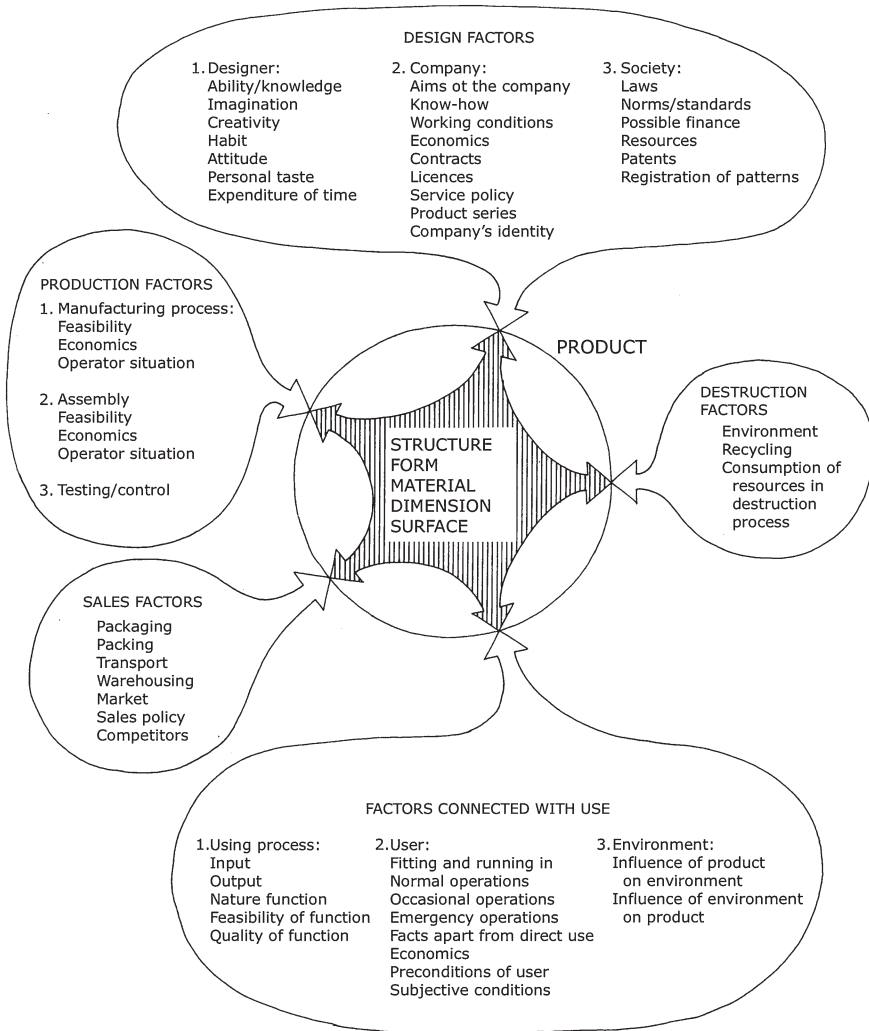 DESIGN FACTORS
1. Designer:
Ability/knowledge
Imagination
Creativity
Habit
Attitude
Personal taste
Expenditure of time
2. Company:
Aims ot the company
Know-how
Working conditions
Economics
Contracts
Licences
Service policy
Product series
Company's identity
3. Society:
Laws
Norms/standards
Possible finance
Resources
Patents
Registration of patterns
PRODUCTION FACTORS
1. Manufacturing process:
Feasibility
Economics
Operator situation
2. Assembly
Feasibility
Economics
Operator situation
3. Testing/control
PRODUCT
STRUCTURE
FORM
MATERIAL
DIMENSION
SURFACE
DESTRUCTION
FACTORS
Environment
Recycling
Consumption of
resources in
destruction
process
SALES FACTORS
Packaging
Packing
Transport
Warehousing
Market
Sales policy
Competitors
FACTORS CONNECTED WITH USE
1. Using process:
Input
Output
Nature function
Feasibility of function
Quality of function
2. User:
Fitting and running in
Normal operations
Occasional operations
Emergency operations
Facts apart from direct use
Economics
Preconditions of user
Subjective conditions
3. Environment:
Influence of product
on environment
Influence of environment
on product